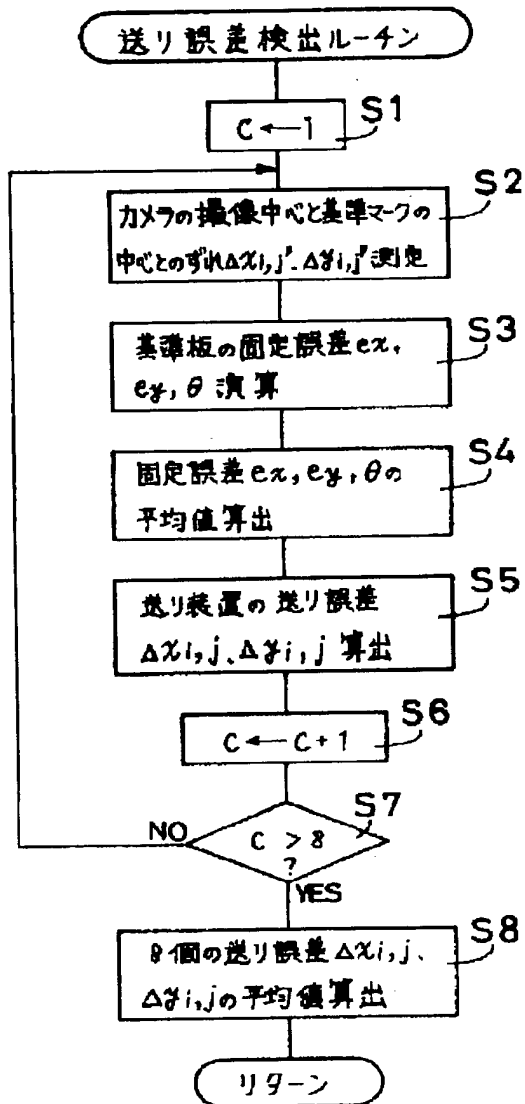 送り誤差検出ルーチン
S1
C ← 1
S2
カメラの撮像中心と基準マークの
中心とのずれΔxi,j'、Δyi,j'測定
S3
基準板の固定誤差ex,
ey, θ 演算
S4
固定誤差ex, ey, θの
平均値算出
S5
送り装置の送り誤差
Δxi, j、Δyi, j 算出
S6
C ← C + 1
S7
C > 8
?
NO
YES
S8
8個の送り誤差Δxi,j、
Δyi,jの平均値算出
リターン